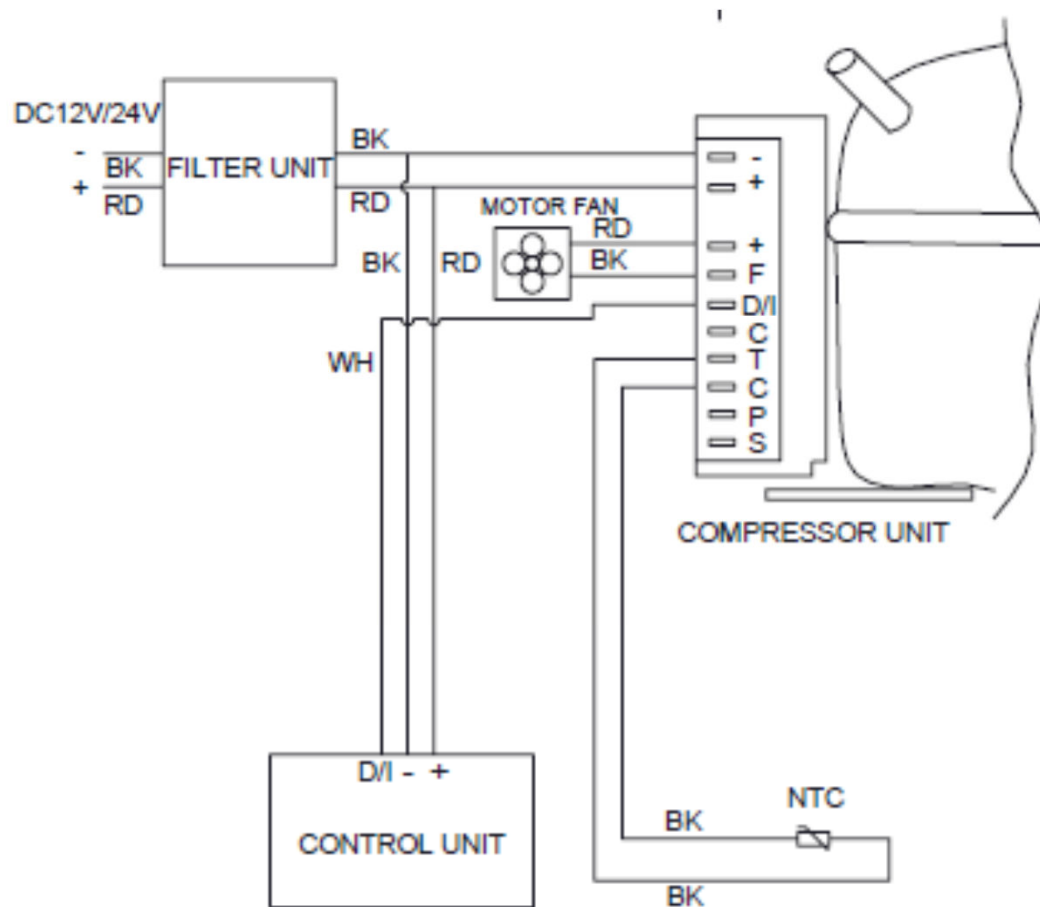 DC12V/24V
-
BK
+
RD
FILTER UNIT
BK
RD
BK
RD
MOTOR FAN
RD
BK
WH
-
+
+
F
D/I
C
T
C
P
S
COMPRESSOR UNIT
D/I - +
CONTROL UNIT
NTC
BK
BK